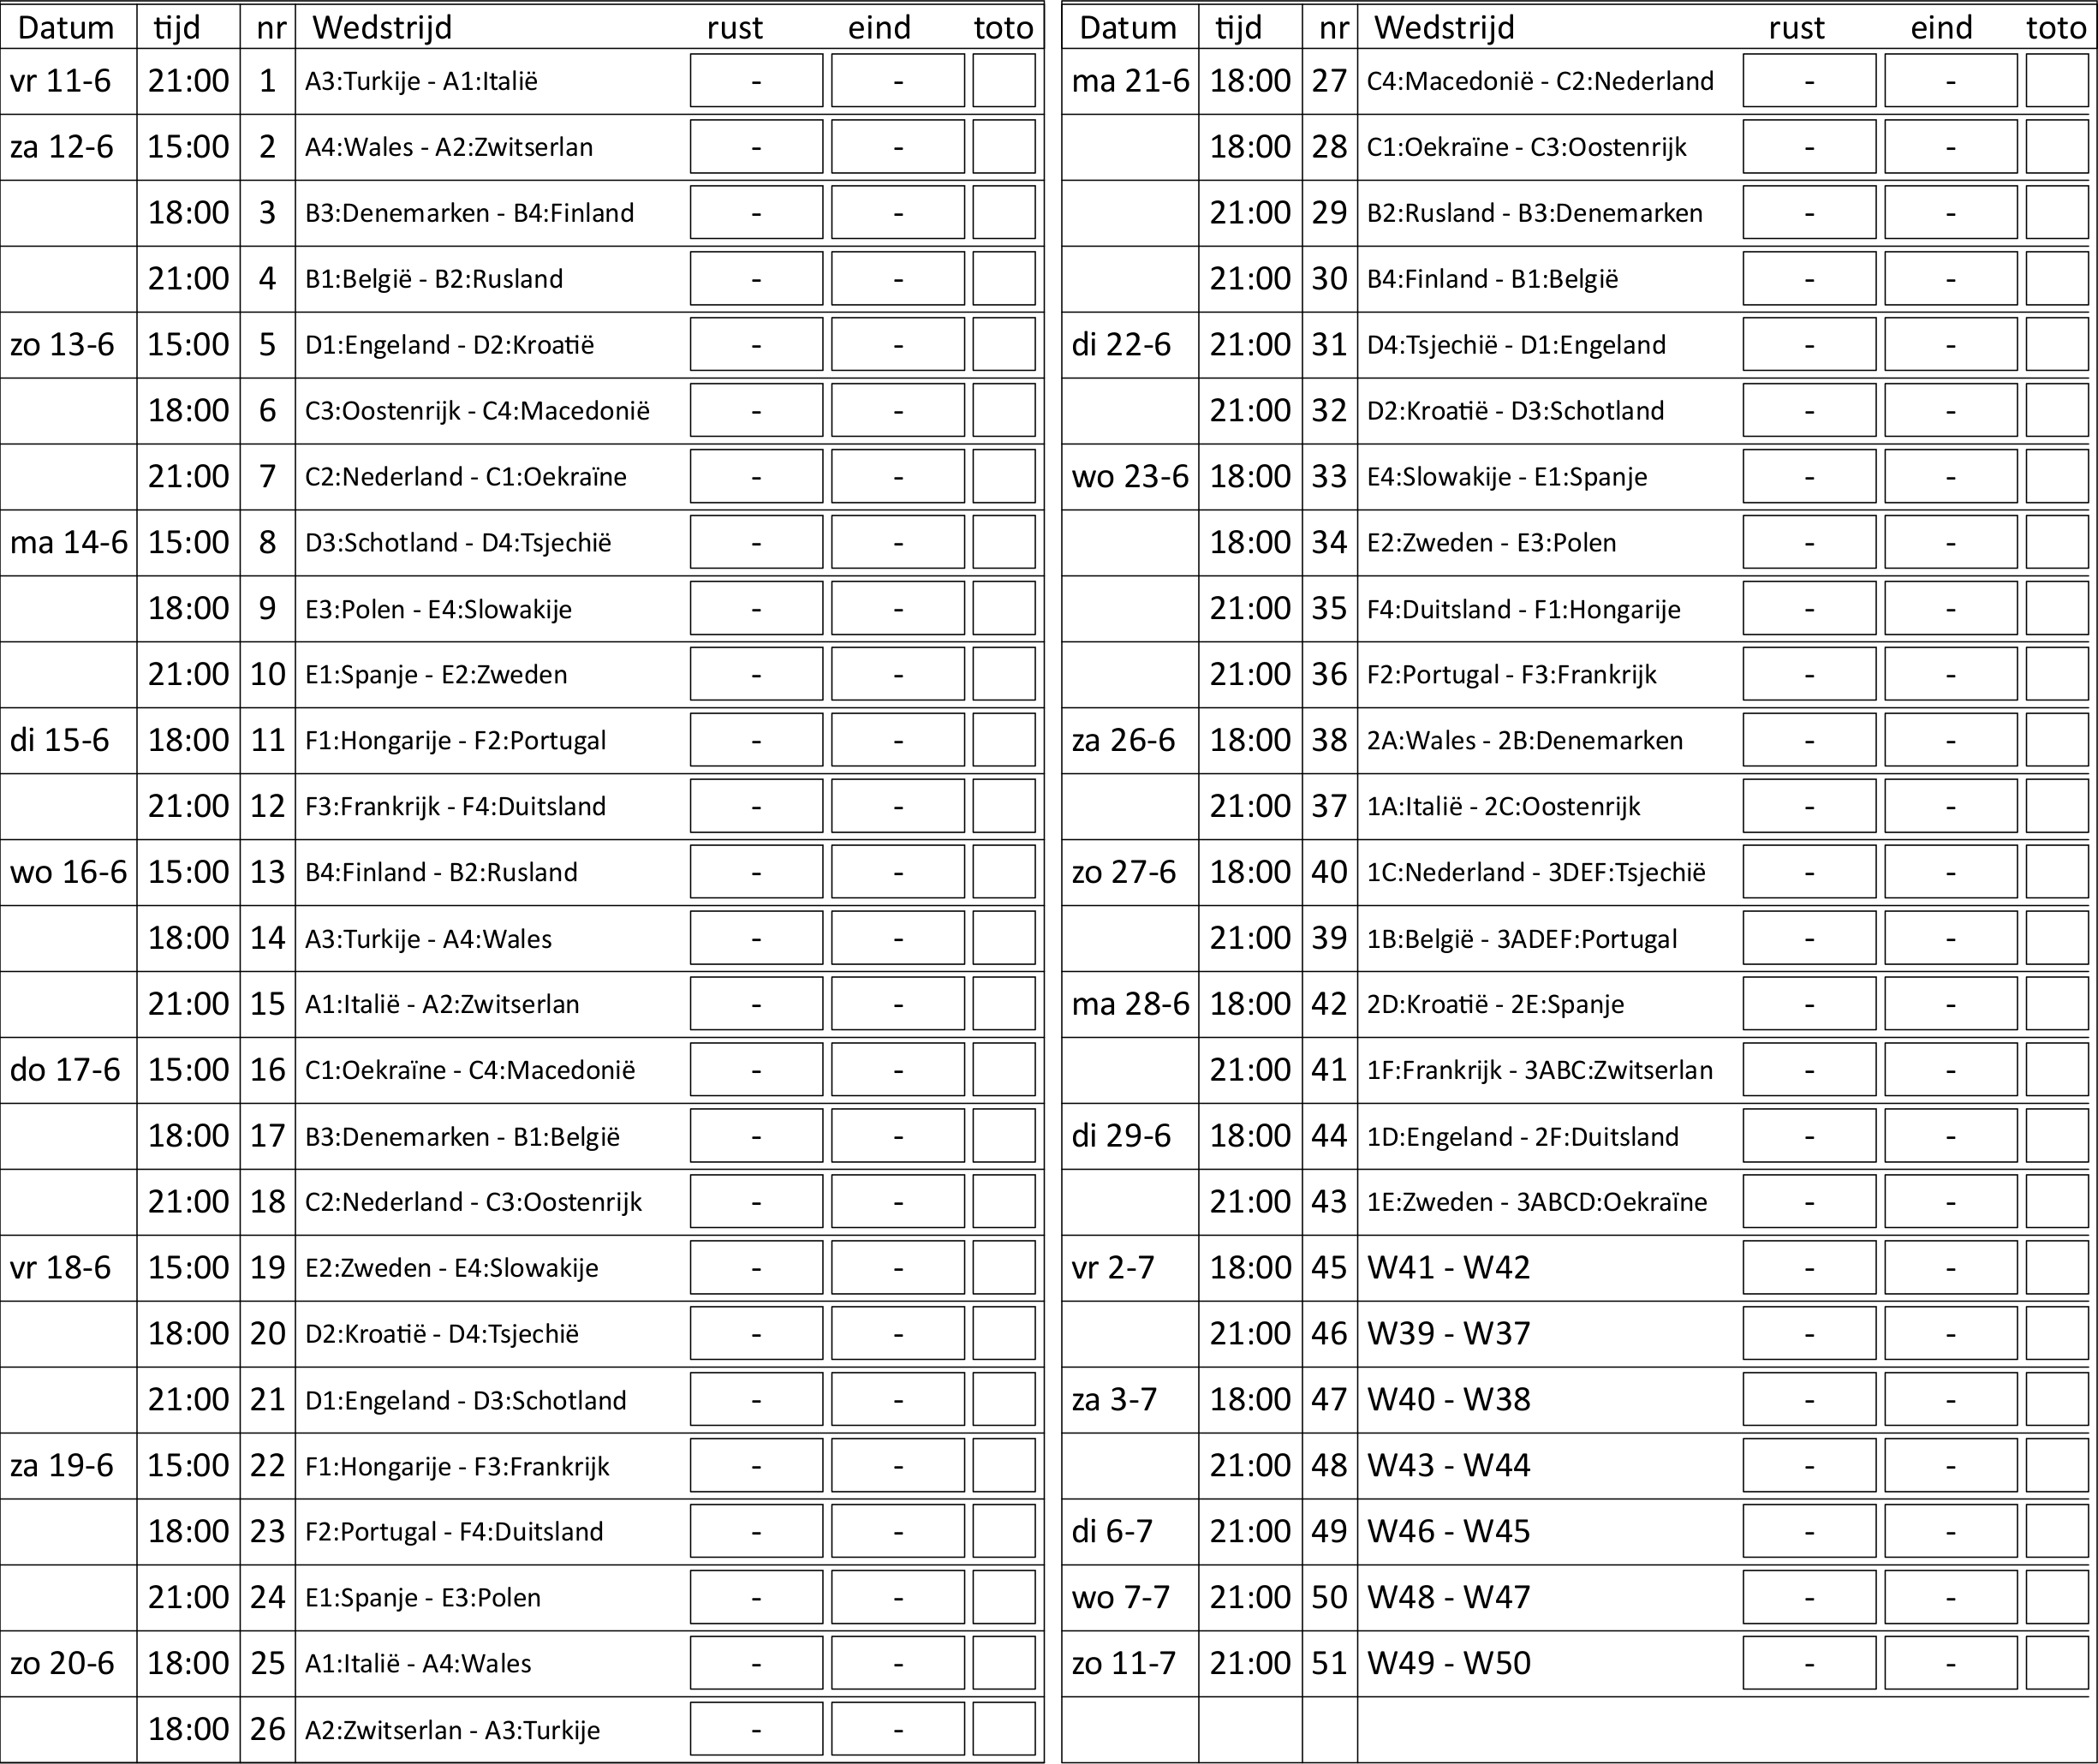 Datum tijd nr Wedstrijd rust eind toto
vr 11-6 21:00 1 A3:Turkije - A1:Italië - -
za 12-6 15:00 2 A4:Wales - A2:Zwitserlan - -
18:00 3 B3:Denemarken - B4:Finland - -
21:00 4 B1:België - B2:Rusland - -
zo 13-6 15:00 5 D1:Engeland - D2:Kroatië - -
18:00 6 C3:Oostenrijk - C4:Macedonië - -
21:00 7 C2:Nederland - C1:Oekraïne - -
ma 14-6 15:00 8 D3:Schotland - D4:Tsjechië - -
18:00 9 E3:Polen - E4:Slowakije - -
21:00 10 E1:Spanje - E2:Zweden - -
di 15-6 18:00 11 F1:Hongarije - F2:Portugal - -
21:00 12 F3:Frankrijk - F4:Duitsland - -
wo 16-6 15:00 13 B4:Finland - B2:Rusland - -
18:00 14 A3:Turkije - A4:Wales - -
21:00 15 A1:Italië - A2:Zwitserlan - -
do 17-6 15:00 16 C1:Oekraïne - C4:Macedonië - -
18:00 17 B3:Denemarken - B1:België - -
21:00 18 C2:Nederland - C3:Oostenrijk - -
vr 18-6 15:00 19 E2:Zweden - E4:Slowakije - -
18:00 20 D2:Kroatië - D4:Tsjechië - -
21:00 21 D1:Engeland - D3:Schotland - -
za 19-6 15:00 22 F1:Hongarije - F3:Frankrijk - -
18:00 23 F2:Portugal - F4:Duitsland - -
21:00 24 E1:Spanje - E3:Polen - -
zo 20-6 18:00 25 A1:Italië - A4:Wales - -
18:00 26 A2:Zwitserlan - A3:Turkije - -
Datum tijd nr Wedstrijd rust eind toto
ma 21-6 18:00 27 C4:Macedonië - C2:Nederland - -
18:00 28 C1:Oekraïne - C3:Oostenrijk - -
21:00 29 B2:Rusland - B3:Denemarken - -
21:00 30 B4:Finland - B1:België - -
di 22-6 21:00 31 D4:Tsjechië - D1:Engeland - -
21:00 32 D2:Kroatië - D3:Schotland - -
wo 23-6 18:00 33 E4:Slowakije - E1:Spanje - -
18:00 34 E2:Zweden - E3:Polen - -
21:00 35 F4:Duitsland - F1:Hongarije - -
21:00 36 F2:Portugal - F3:Frankrijk - -
za 26-6 18:00 38 2A:Wales - 2B:Denemarken - -
21:00 37 1A:Italië - 2C:Oostenrijk - -
zo 27-6 18:00 40 1C:Nederland - 3DEF:Tsjechië - -
21:00 39 1B:België - 3ADEF:Portugal - -
ma 28-6 18:00 42 2D:Kroatië - 2E:Spanje - -
21:00 41 1F:Frankrijk - 3ABC:Zwitserlan - -
di 29-6 18:00 44 1D:Engeland - 2F:Duitsland - -
21:00 43 1E:Zweden - 3ABCD:Oekraïne - -
vr 2-7 18:00 45 W41 - W42 - -
21:00 46 W39 - W37 - -
za 3-7 18:00 47 W40 - W38 - -
21:00 48 W43 - W44 - -
di 6-7 21:00 49 W46 - W45 - -
wo 7-7 21:00 50 W48 - W47 - -
zo 11-7 21:00 51 W49 - W50 - -